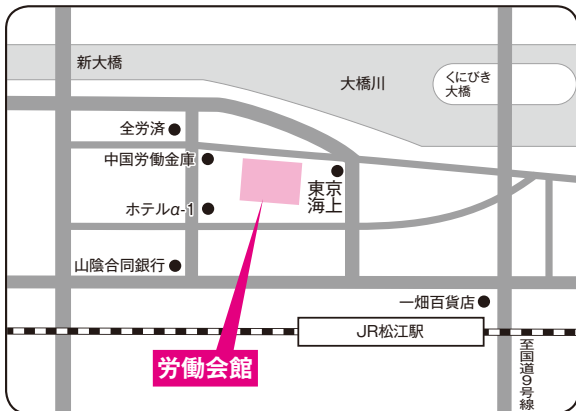 新大橋
大橋川
くにびき
大橋
全労済
中国労働金庫
東京
海上
ホテルα-1
山陰合同銀行
一畑百貨店
JR松江駅
労働会館
至国道9号線